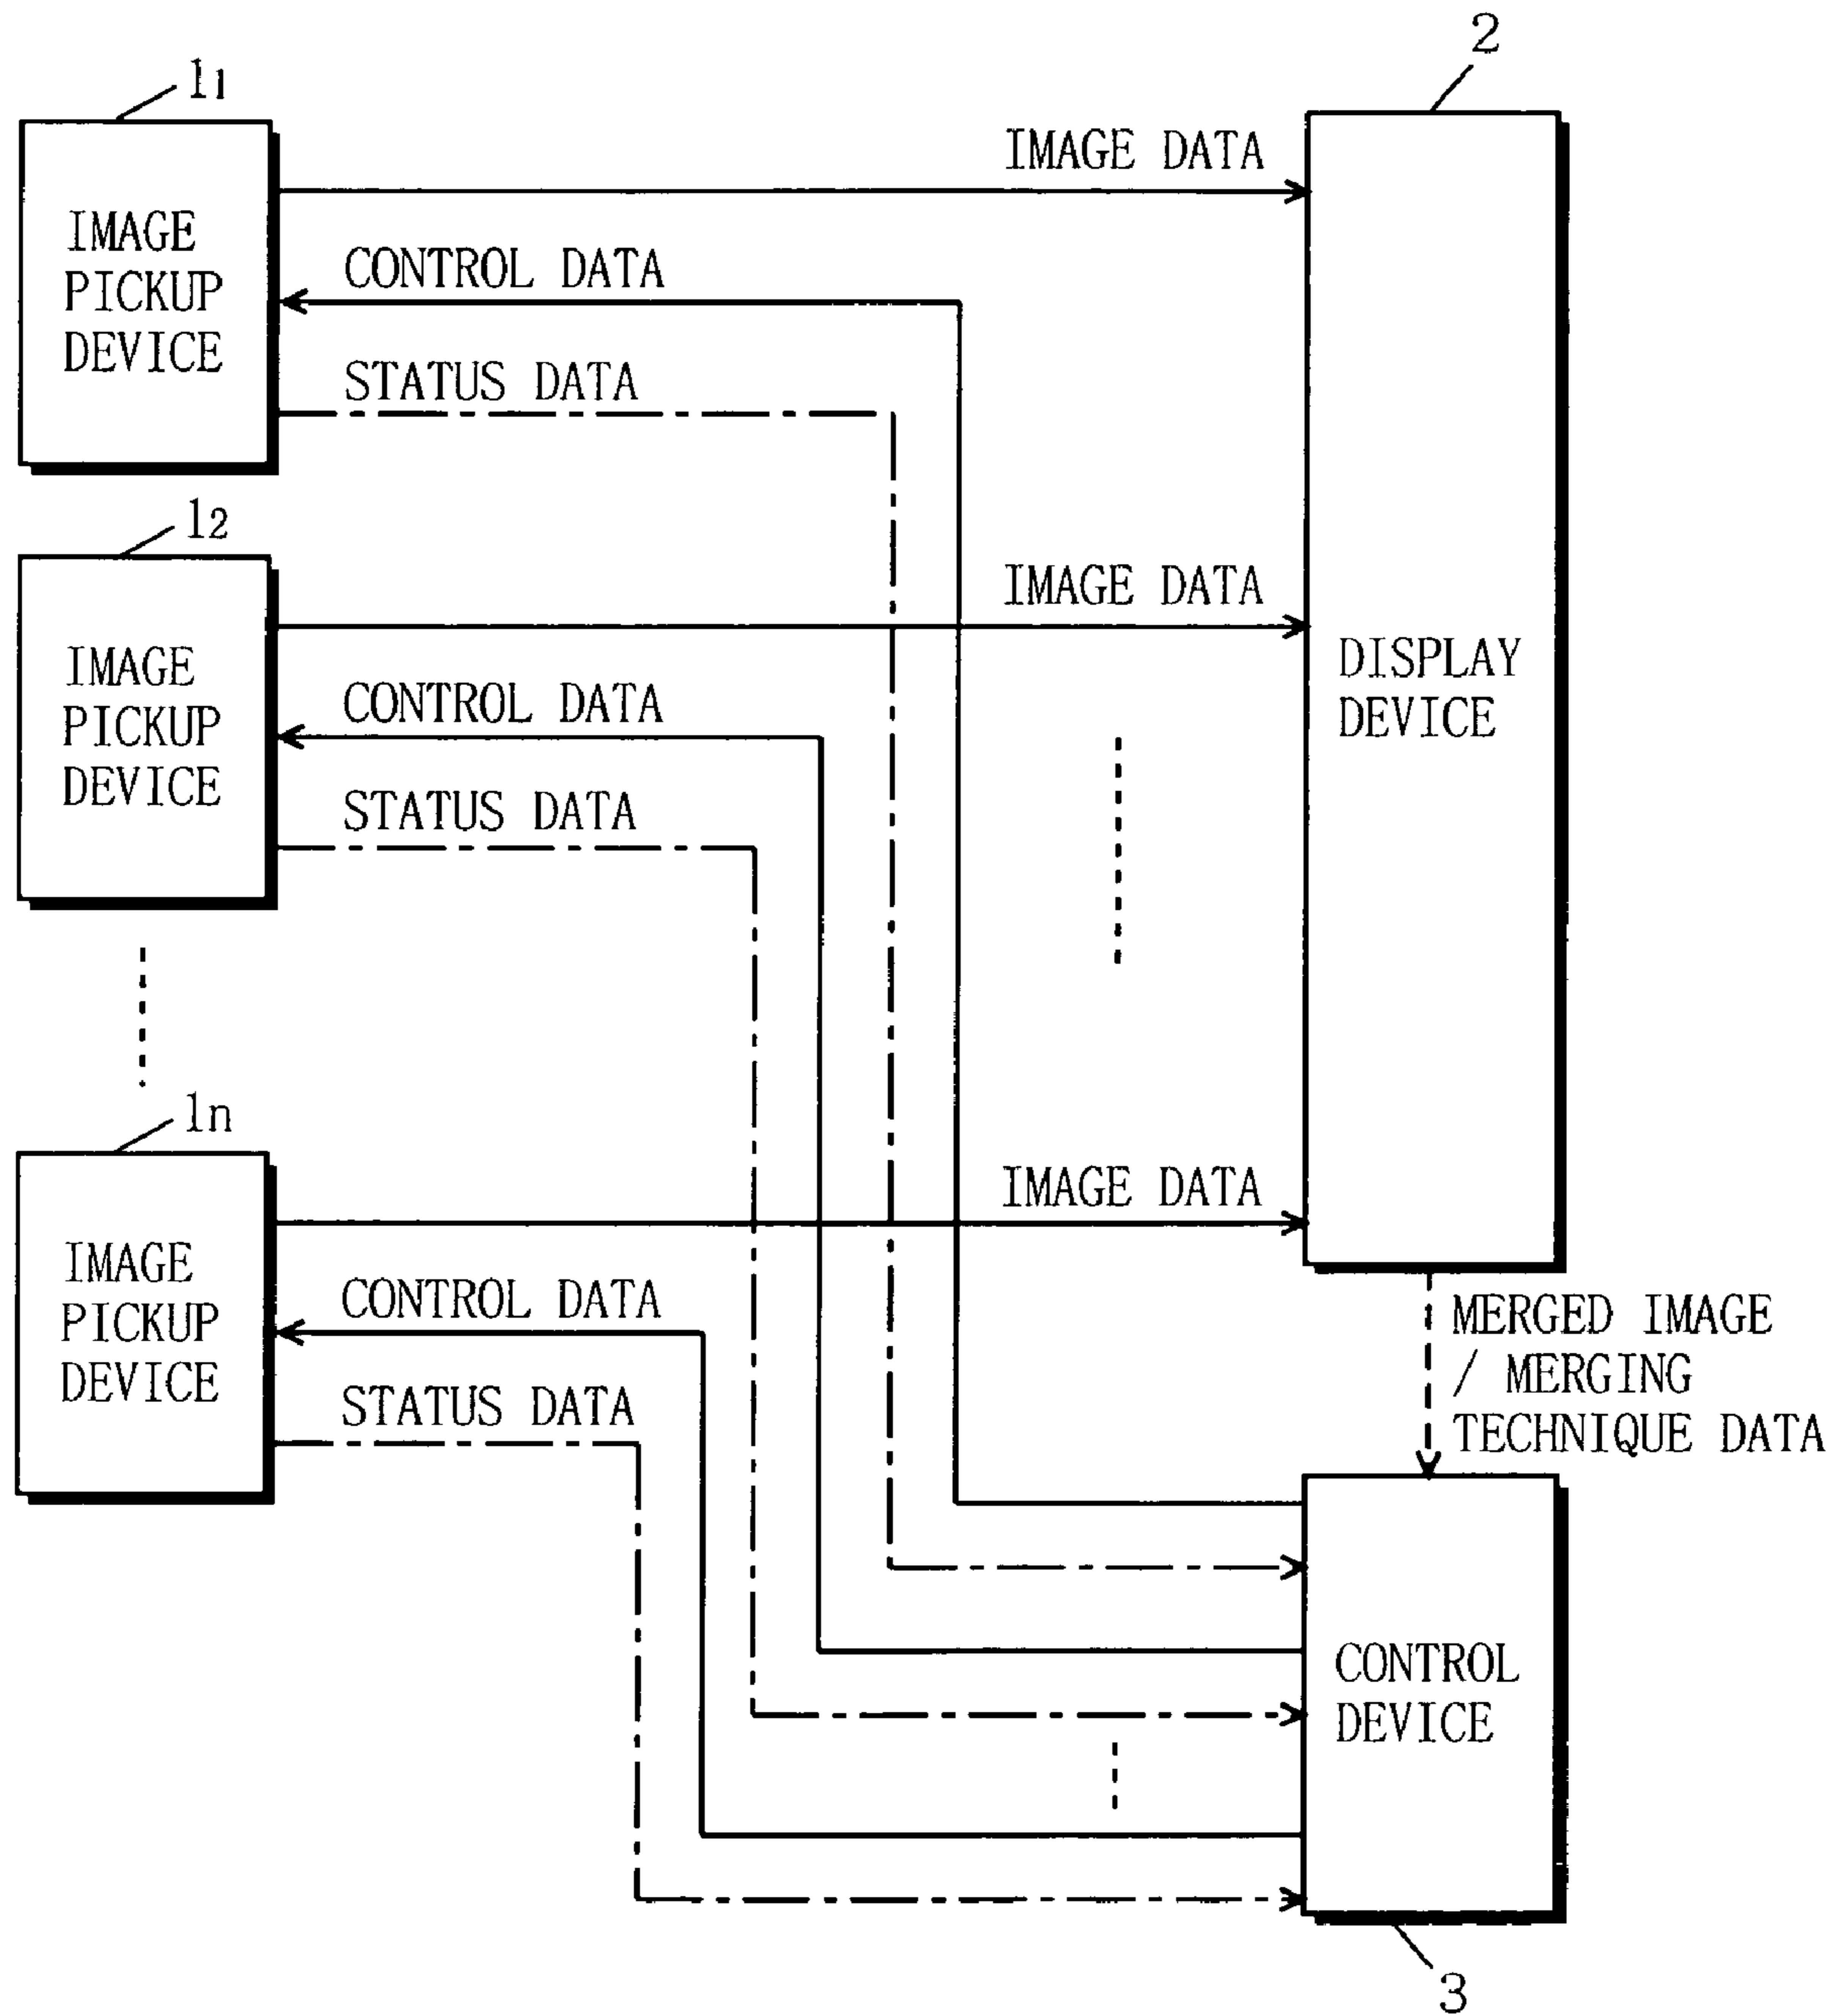 2
11
IMAGE
PICKUP
DEVICE
IMAGE DATA
CONTROL DATA
STATUS DATA
12
IMAGE
PICKUP
DEVICE
IMAGE DATA
CONTROL DATA
STATUS DATA
DISPLAY
DEVICE
1n
IMAGE
PICKUP
DEVICE
IMAGE DATA
CONTROL DATA
STATUS DATA
MERGED IMAGE
/ MERGING
TECHNIQUE DATA
CONTROL
DEVICE
3